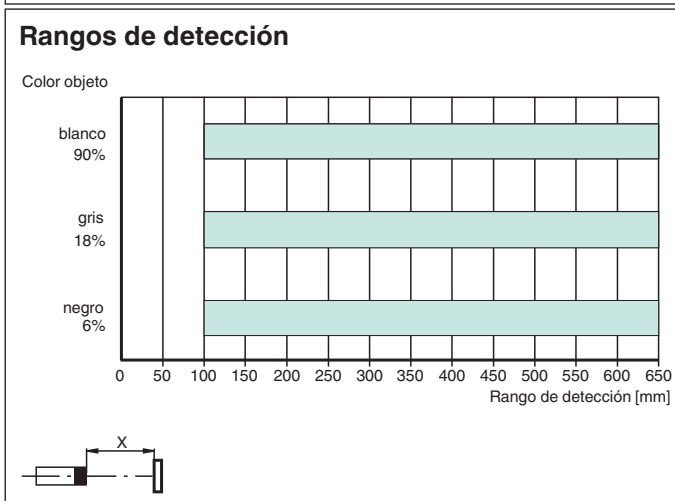 Rangos de detección
Color objeto
blanco
90%
gris
18%
negro
6%
0 50 100 150 200 250 300 350 400 450 500 550 600 650
Rango de detección [mm]
X